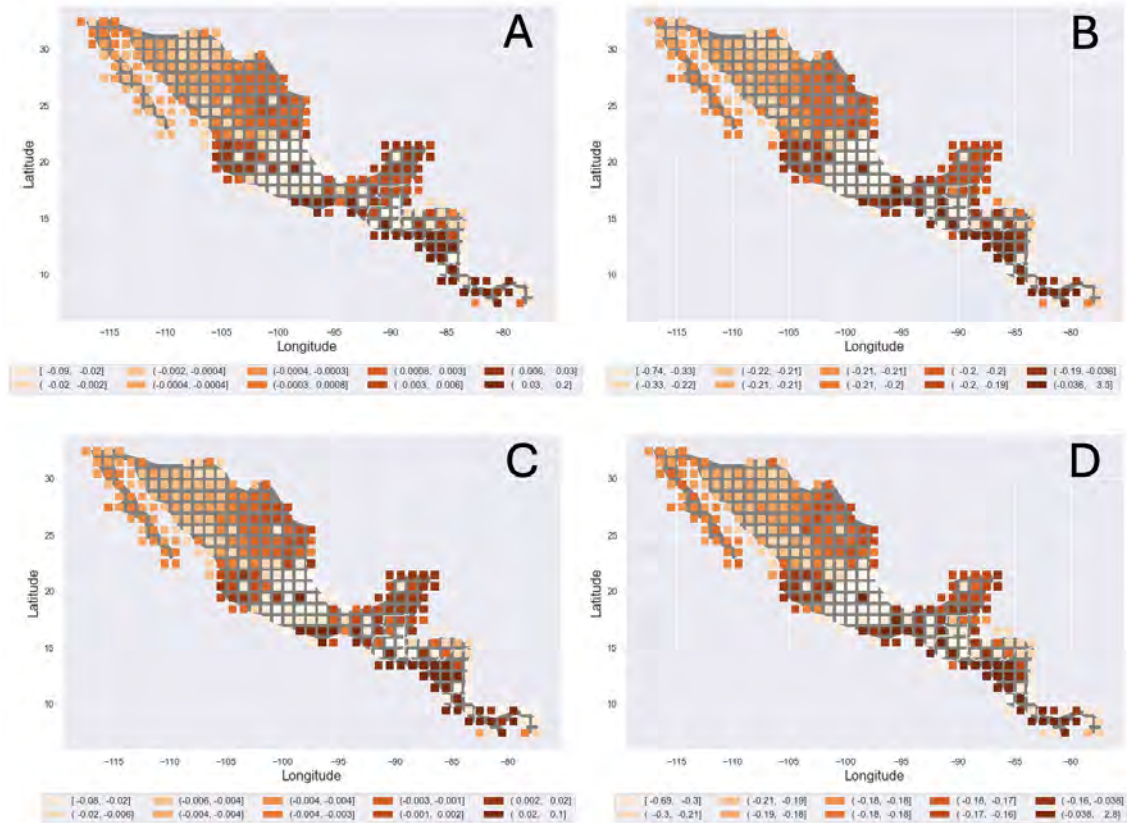 A
B
30
25
20
15
10
Latitude
−115 −110 −105 −100 −95 −90 −85 −80
Longitude
[ -0.09, -0.02] (-0.002, -0.0004] (-0.0004, -0.0003] (0.0008, 0.003] (0.006, 0.03]
( -0.02, -0.002] (-0.0004, -0.0004] (-0.0003, 0.0008] ( 0.003, 0.006] ( 0.03, 0.2]
30
25
20
15
10
Latitude
−115 −110 −105 −100 −95 −90 −85 −80
Longitude
[ -0.74, -0.33] ( -0.22, -0.21] ( -0.21, -0.21] ( -0.2, -0.2] (-0.19, -0.036]
( -0.33, -0.22] ( -0.21, -0.21] ( -0.21, -0.2] ( -0.2, -0.19] (-0.036, 3.5]
C
D
30
25
20
15
10
Latitude
−115 −110 −105 −100 −95 −90 −85 −80
Longitude
[-0.08, -0.02] (-0.006, -0.004] (-0.004, -0.004] (-0.003, -0.001] ( 0.002, 0.02]
(-0.02, -0.006] (-0.004, -0.004] (-0.004, -0.003] (-0.001, 0.002] ( 0.02, 0.1]
30
25
20
15
10
Latitude
−115 −110 −105 −100 −95 −90 −85 −80
Longitude
[ -0.69, -0.3] ( -0.21, -0.19] ( -0.18, -0.18] ( -0.18, -0.17] ( -0.16, -0.038]
( -0.3, -0.21] ( -0.19, -0.18] ( -0.18, -0.18] ( -0.17, -0.16] (-0.038, 2.8]